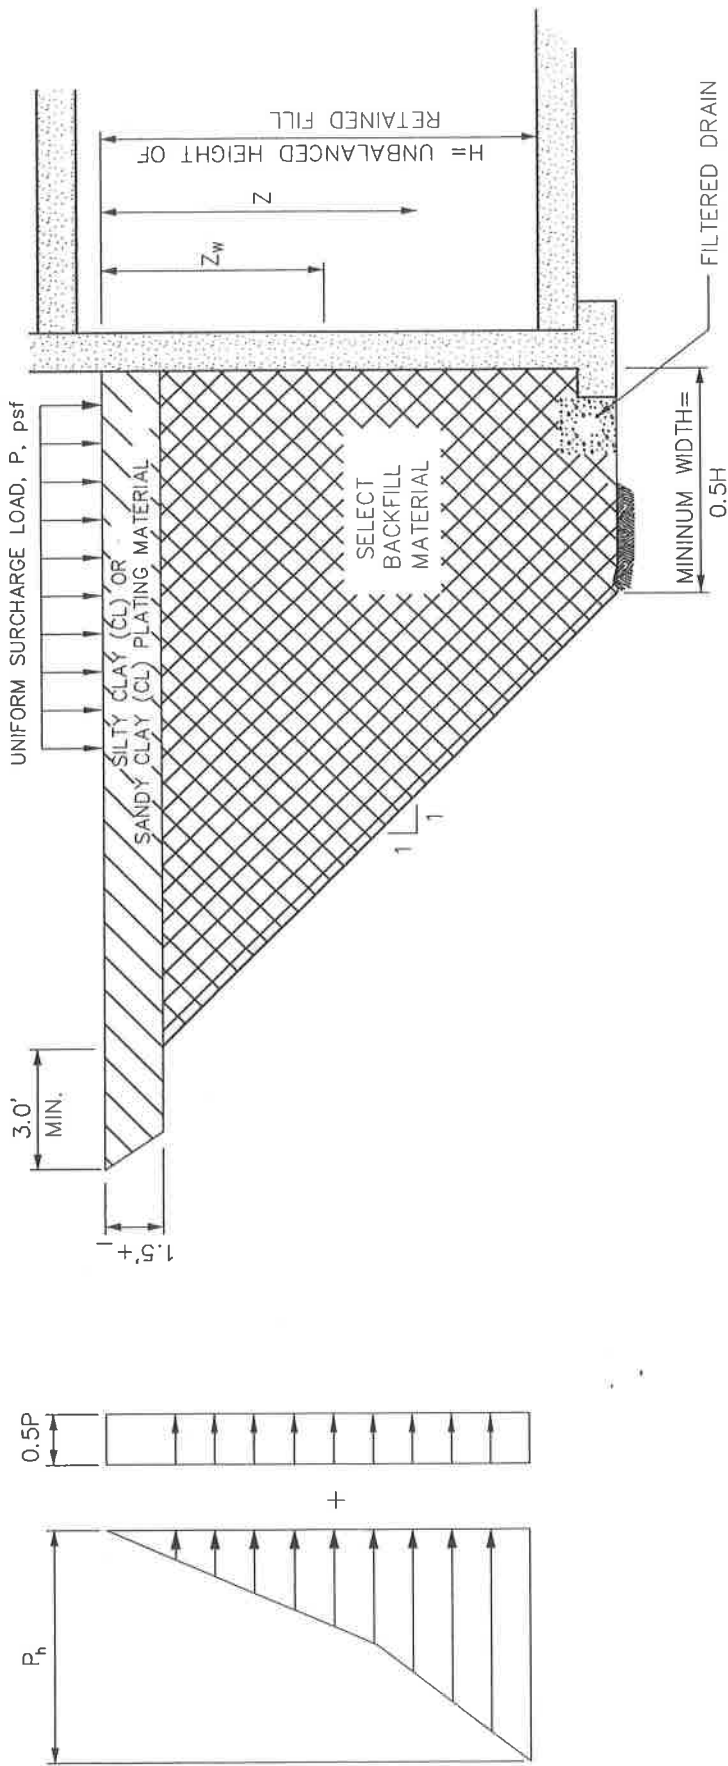 UNIFORM SURCHARGE LOAD, P, psf
3.0'
MIN.
1.5'+_
SILTY CLAY (CL) OR
SANDY CLAY (CL) PLATING MATERIAL
SELECT
BACKFILL
MATERIAL
1
1
Zw
Z
H= UNBALANCED HEIGHT OF
RETAINED FILL
MININUM WIDTH=
0.5H
FILTERED DRAIN
Ph
+
0.5P